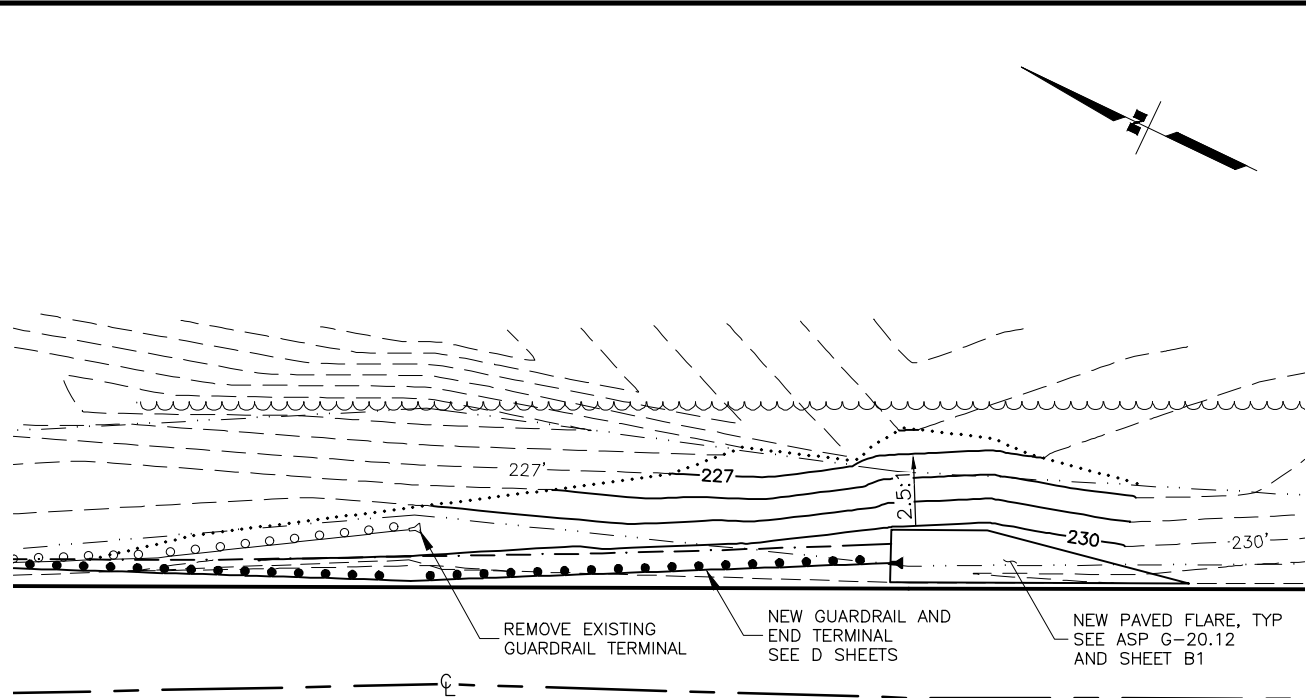 N
227'
227
2.5:1
230
230'
REMOVE EXISTING
GUARDRAIL TERMINAL
NEW GUARDRAIL AND
END TERMINAL
SEE D SHEETS
NEW PAVED FLARE, TYP
SEE ASP G-20.12
AND SHEET B1
℄